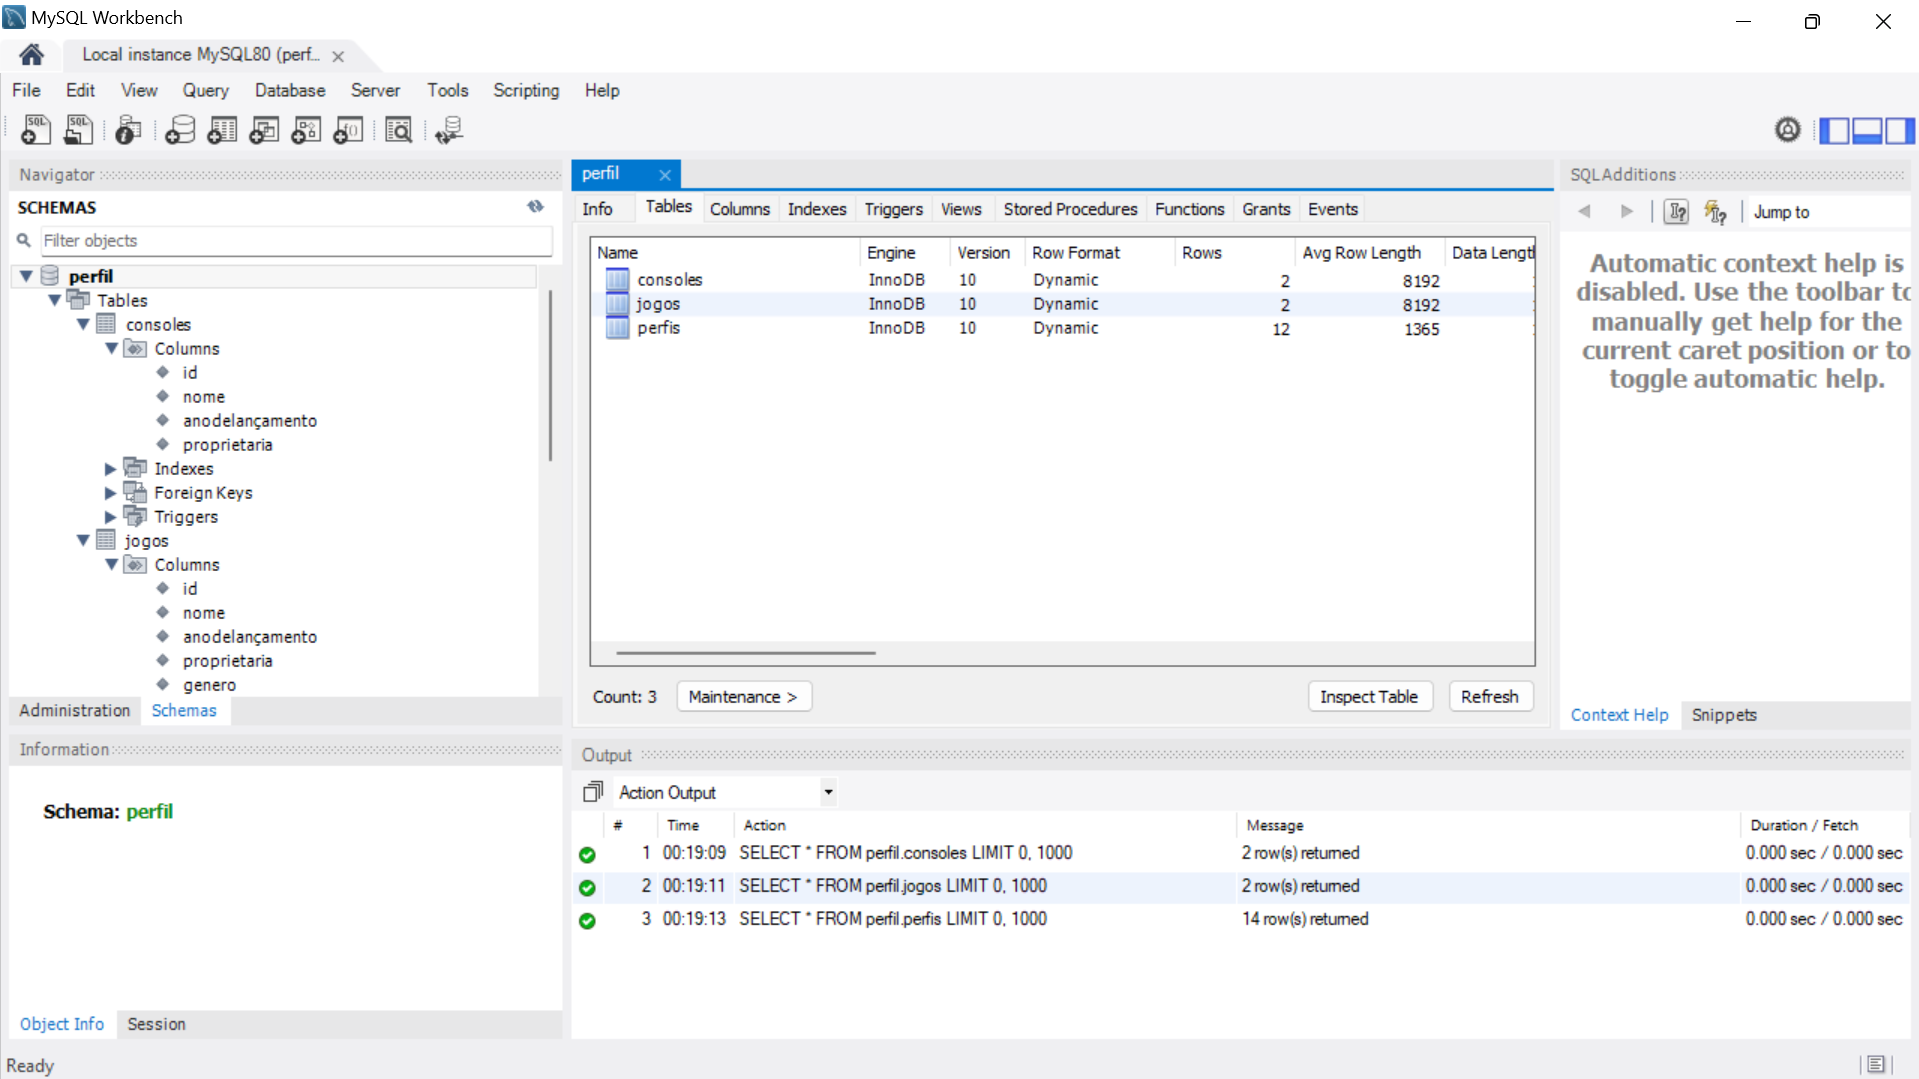 MySQL Workbench
Local instance MySQL80 (perf...
File Edit View Query Database Server Tools Scripting Help
Navigator
SCHEMAS
Filter objects
perfil
Tables
consoles
Columns
id
nome
anodelançamento
proprietaria
Indexes
Foreign Keys
Triggers
jogos
Columns
id
nome
anodelançamento
proprietaria
genero
Administration Schemas
Information
Schema: perfil
Object Info Session
perfil
Info Tables Columns Indexes Triggers Views Stored Procedures Functions Grants Events
Name Engine Version Row Format Rows Avg Row Length Data Lengt
consoles InnoDB 10 Dynamic 2 8192
jogos InnoDB 10 Dynamic 2 8192
perfis InnoDB 10 Dynamic 12 1365
Count: 3 Maintenance > Inspect Table Refresh
SQLAdditions
Jump to
Automatic context help is
disabled. Use the toolbar to
manually get help for the
current caret position or to
toggle automatic help.
Context Help Snippets
Output
Action Output
# Time Action Message Duration / Fetch
1 00:19:09 SELECT * FROM perfil.consoles LIMIT 0, 1000 2 row(s) returned 0.000 sec / 0.000 sec
2 00:19:11 SELECT * FROM perfil.jogos LIMIT 0, 1000 2 row(s) returned 0.000 sec / 0.000 sec
3 00:19:13 SELECT * FROM perfil.perfis LIMIT 0, 1000 14 row(s) returned 0.000 sec / 0.000 sec
Ready